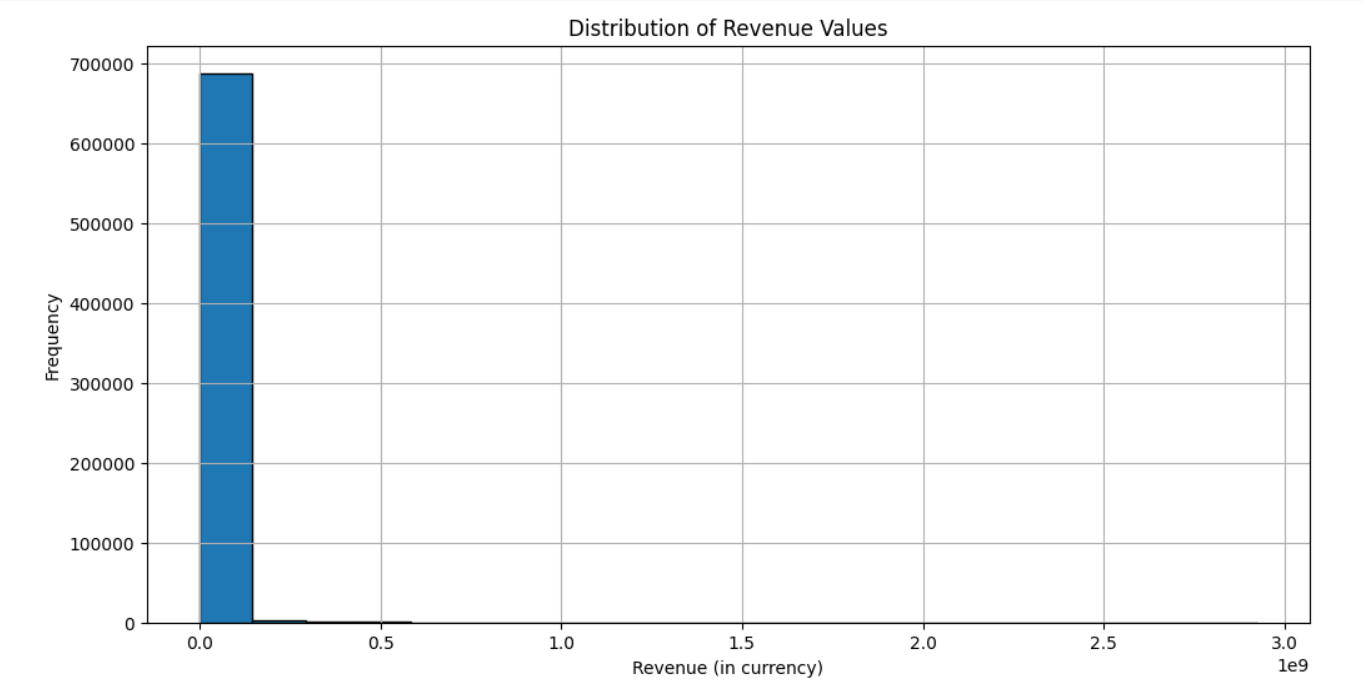 Distribution of Revenue Values
700000
600000
500000
400000
300000
200000
100000
0
Frequency
0.0 0.5 1.0 1.5 2.0 2.5 3.0
1e9
Revenue (in currency)